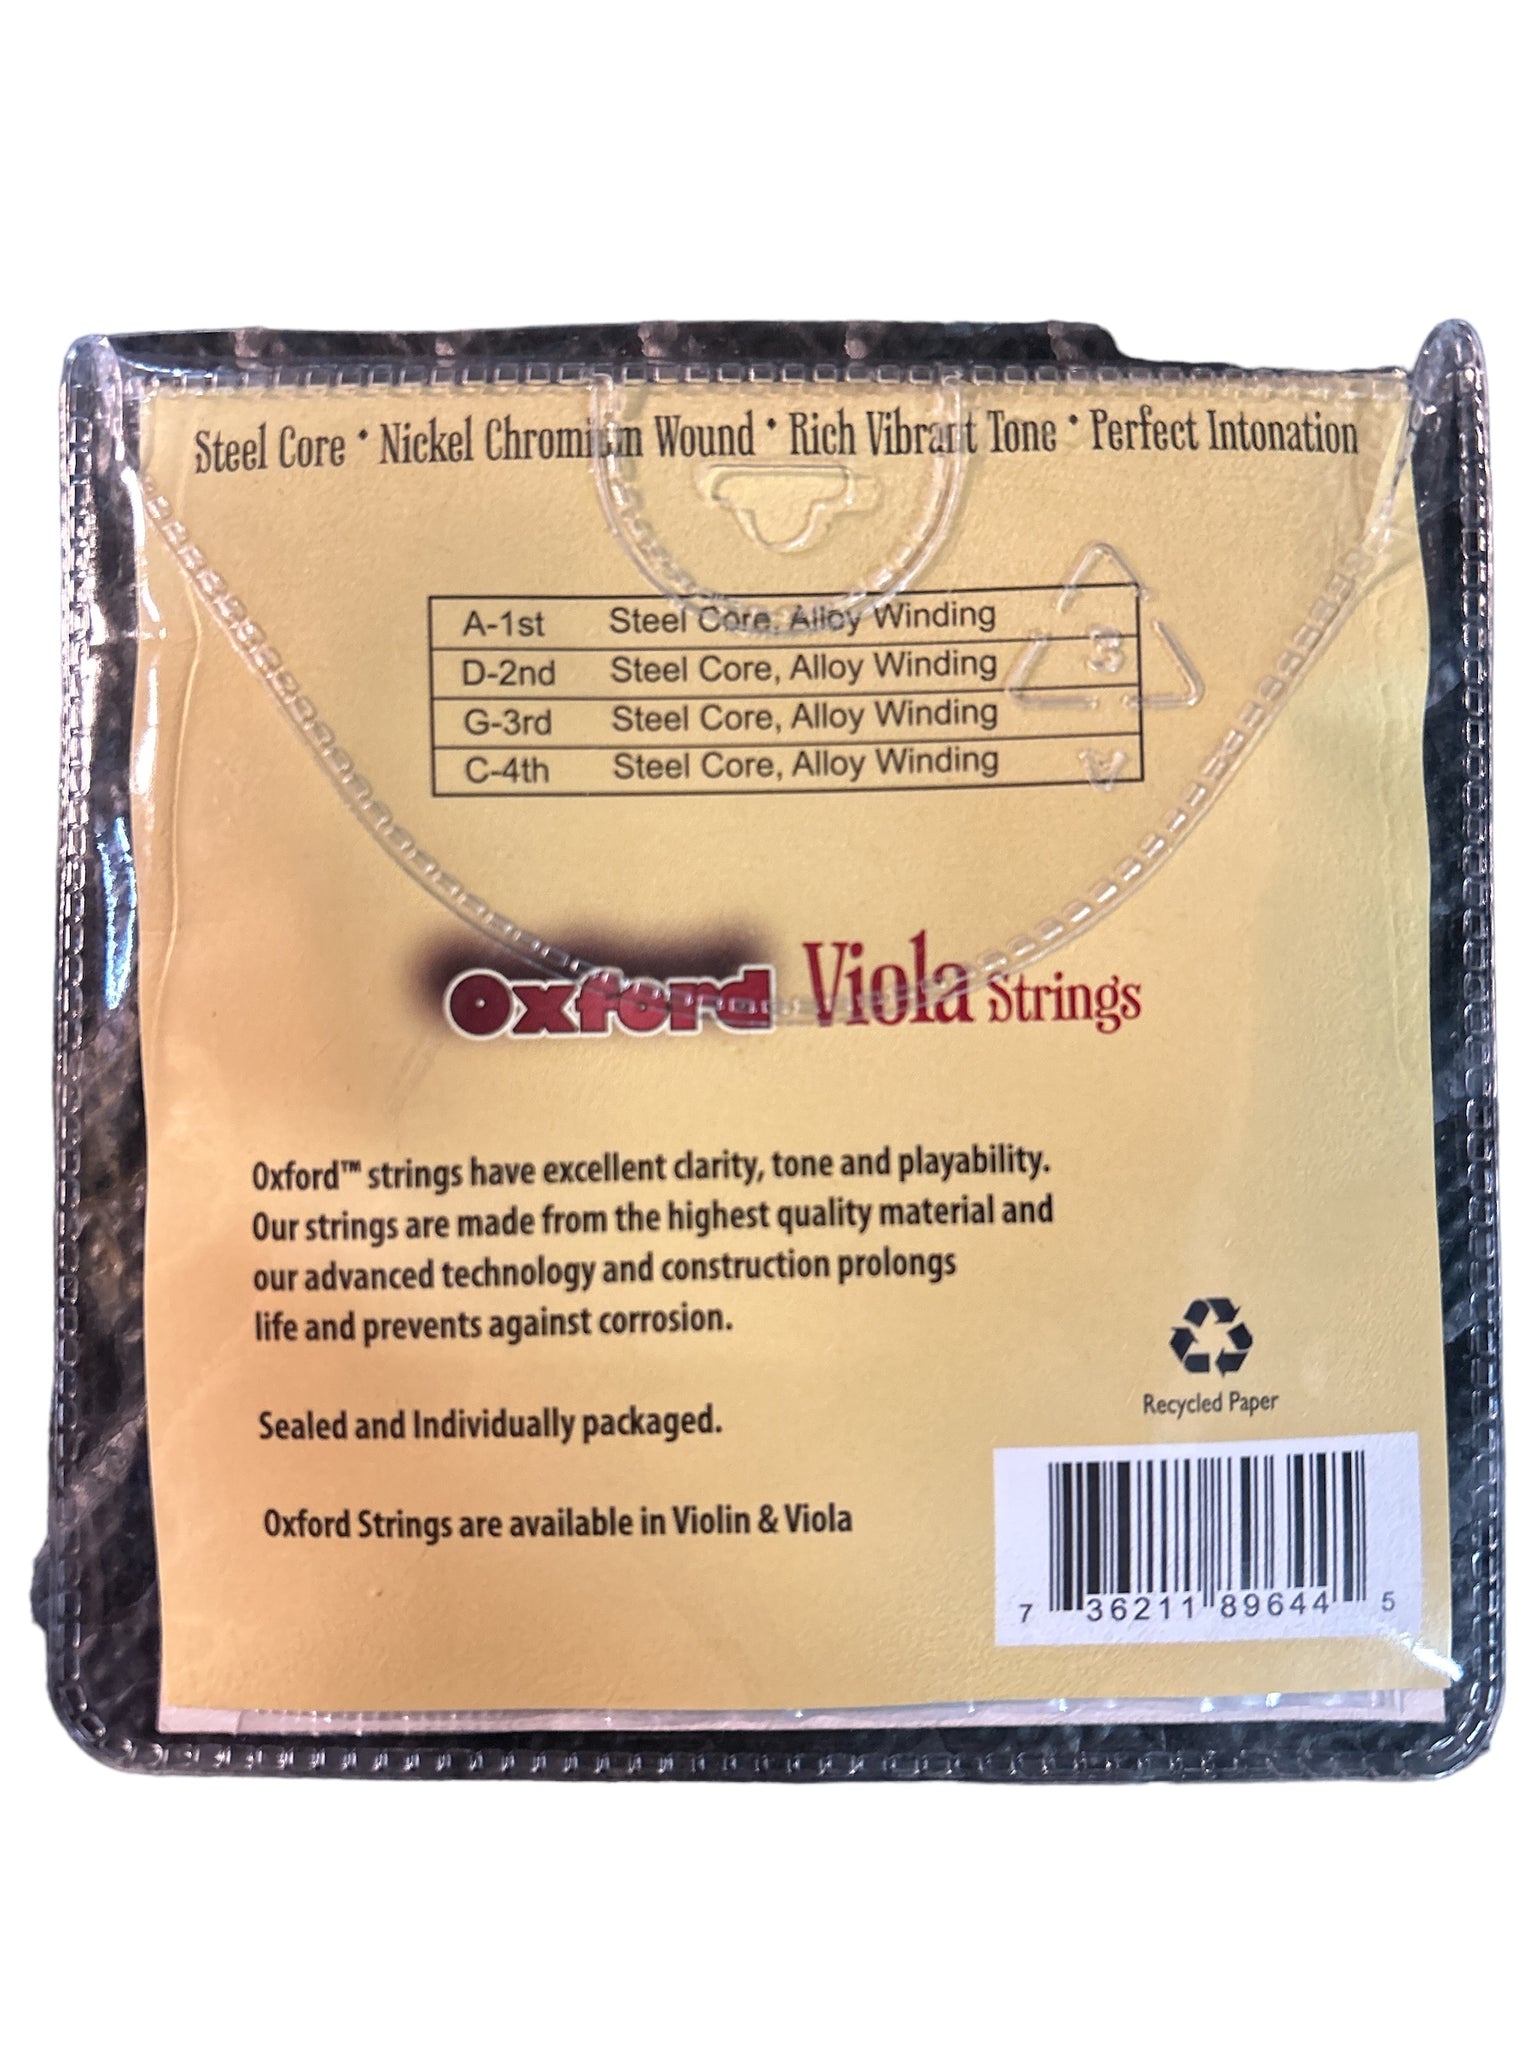 Steel Core • Nickel Chromium Wound • Rich Vibrant Tone • Perfect Intonation
A-1st Steel Core, Alloy Winding
D-2nd Steel Core, Alloy Winding
G-3rd Steel Core, Alloy Winding
C-4th Steel Core, Alloy Winding
3
Oxford Viola Strings
Oxford™ strings have excellent clarity, tone and playability.
Our strings are made from the highest quality material and
our advanced technology and construction prolongs
life and prevents against corrosion.
Sealed and Individually packaged.
Recycled Paper
Oxford Strings are available in Violin & Viola
7 36211 89644 5